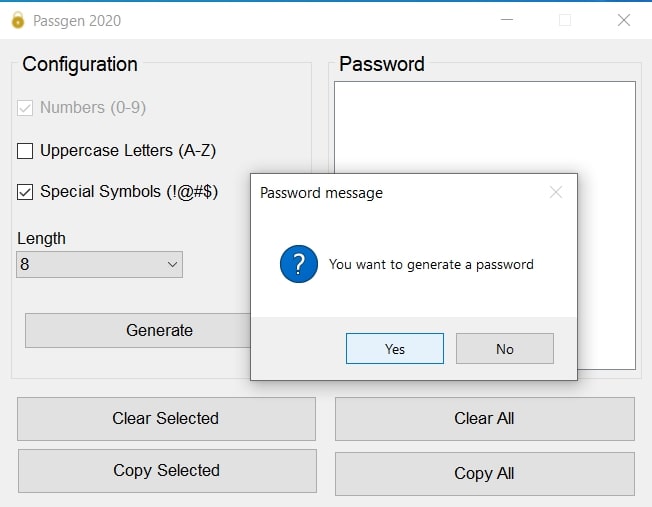 Passgen 2020
Configuration
Numbers (0-9)
Uppercase Letters (A-Z)
Special Symbols (!@#$)
Length
8
Generate
Password
Password message
You want to generate a password
Yes
No
Clear Selected
Clear All
Copy Selected
Copy All